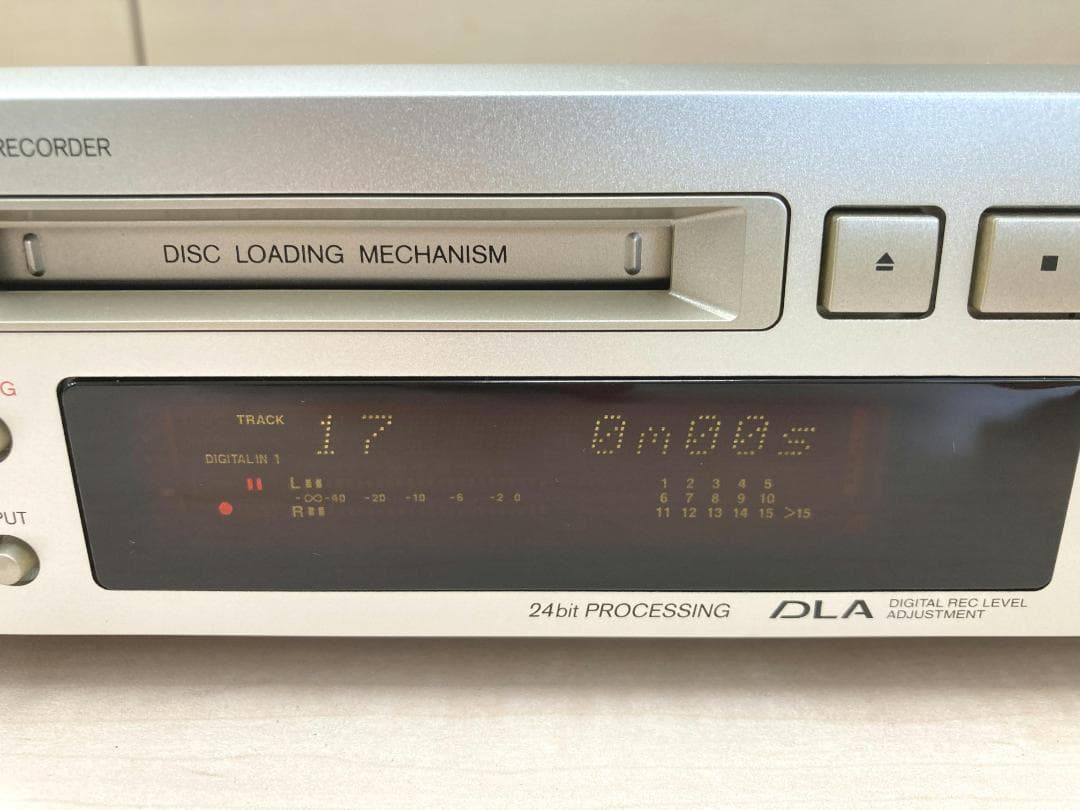 RECORDER
DISC LOADING MECHANISM
G
TRACK 17 0m00s
DIGITAL IN 1
L
-∞ -40 -20 -10 -6 -2 0
R
1 2 3 4 5
6 7 8 9 10
11 12 13 14 15 >15
PUT
24bit PROCESSING
DLA
DIGITAL REC LEVEL
ADJUSTMENT